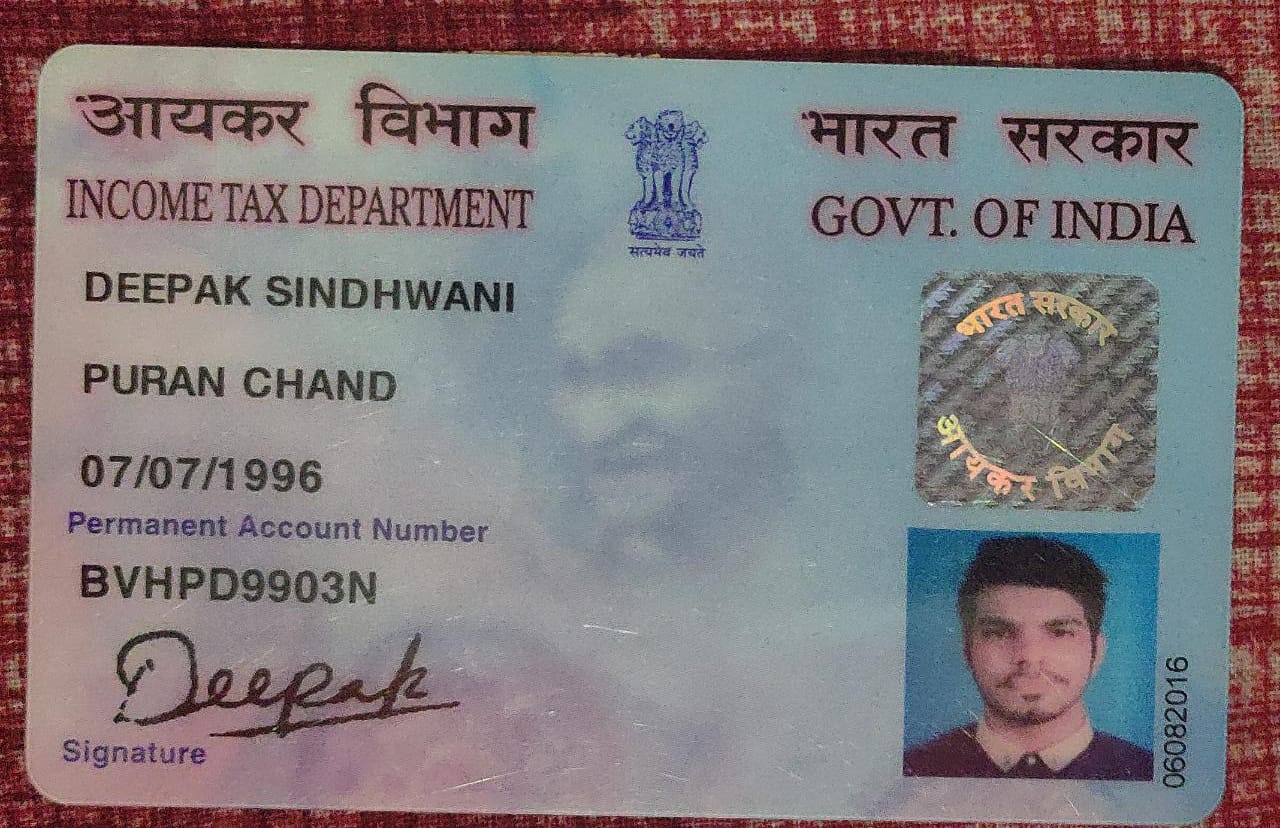 आयकर विभाग
INCOME TAX DEPARTMENT
सत्यमेव जयते
भारत सरकार
GOVT. OF INDIA
DEEPAK SINDHWANI
PURAN CHAND
07/07/1996
Permanent Account Number
BVHPD9903N
Deepak
Signature
भारत सरकार
आयकर विभाग
06082016